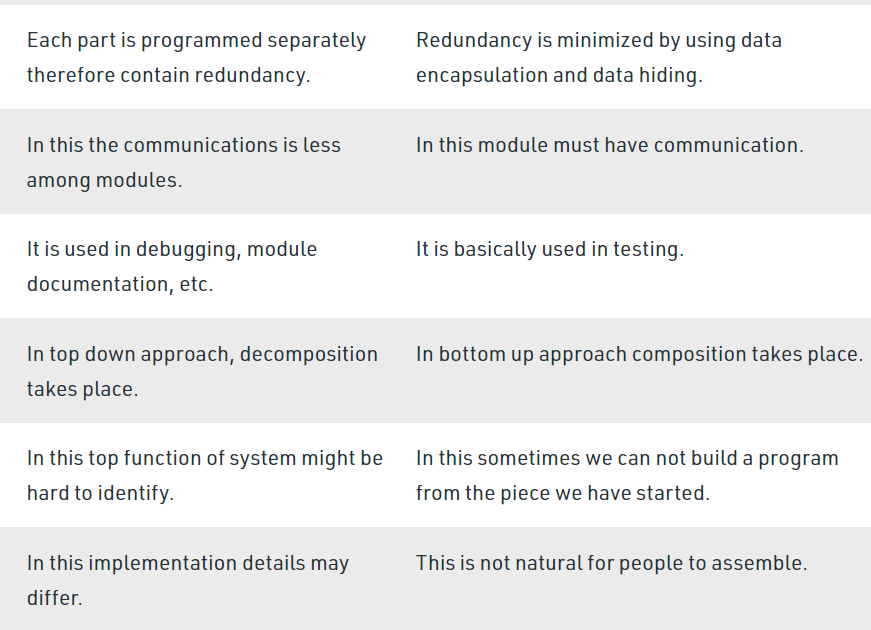 Each part is programmed separately
therefore contain redundancy.
Redundancy is minimized by using data
encapsulation and data hiding.
In this the communications is less
among modules.
In this module must have communication.
It is used in debugging, module
documentation, etc.
It is basically used in testing.
In top down approach, decomposition
takes place.
In bottom up approach composition takes place.
In this top function of system might be
hard to identify.
In this sometimes we can not build a program
from the piece we have started.
In this implementation details may
differ.
This is not natural for people to assemble.